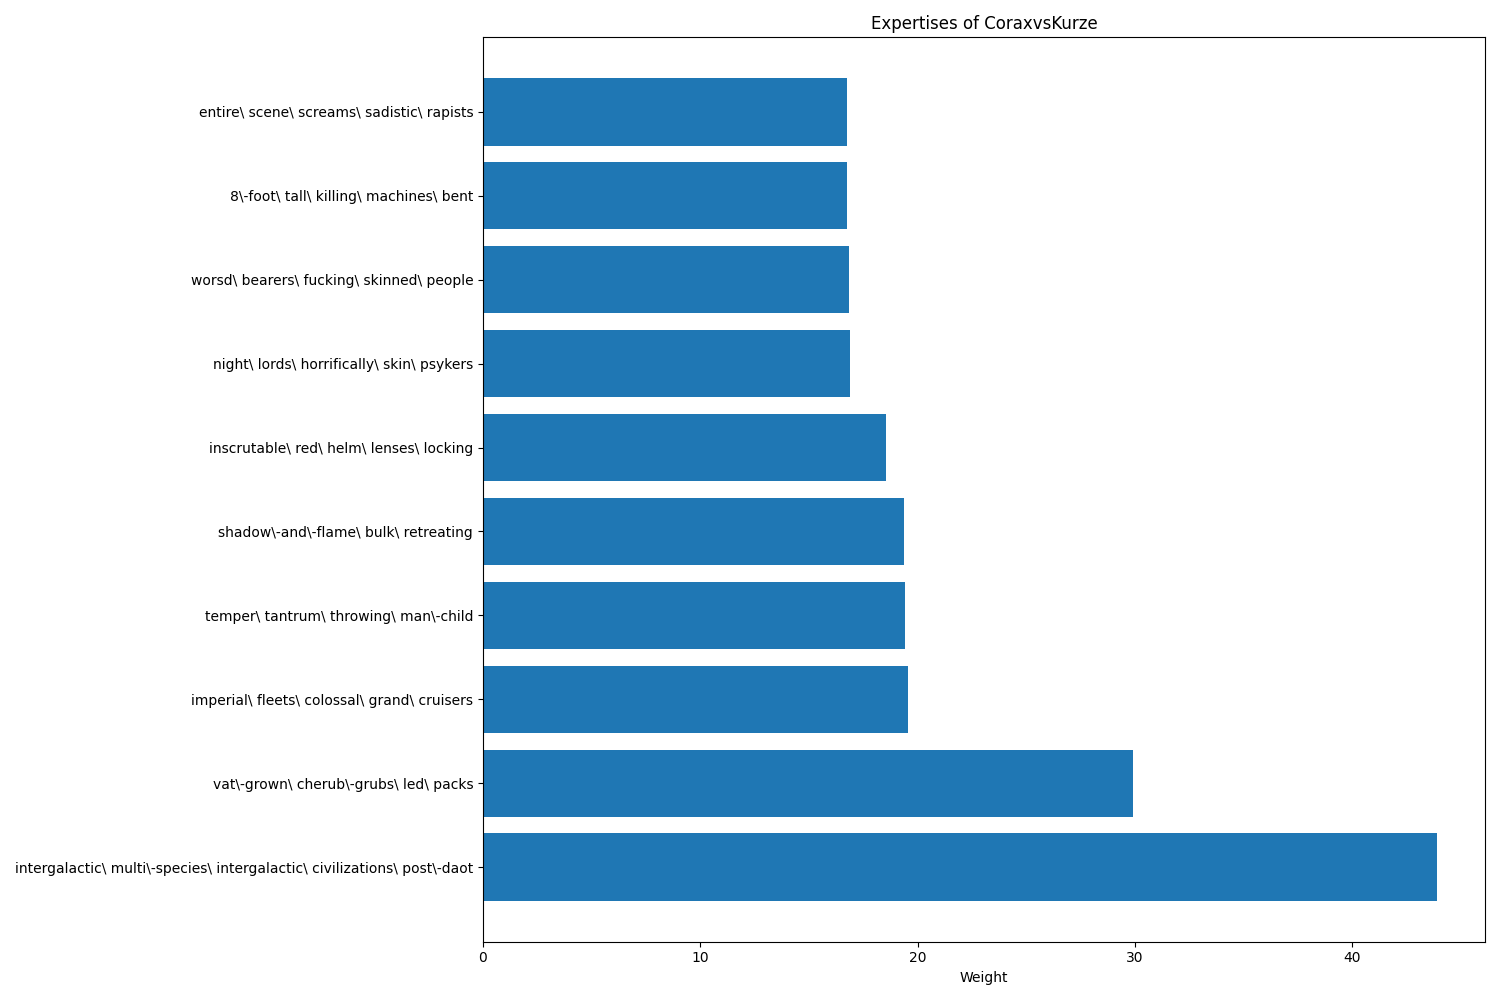 Expertises of CoraxvsKurze
entire\ scene\ screams\ sadistic\ rapists
8\-foot\ tall\ killing\ machines\ bent
worsd\ bearers\ fucking\ skinned\ people
night\ lords\ horrifically\ skin\ psykers
inscrutable\ red\ helm\ lenses\ locking
shadow\-and\-flame\ bulk\ retreating
temper\ tantrum\ throwing\ man\-child
imperial\ fleets\ colossal\ grand\ cruisers
vat\-grown\ cherub\-grubs\ led\ packs
intergalactic\ multi\-species\ intergalactic\ civilizations\ post\-daot
0 10 20 30 40
Weight